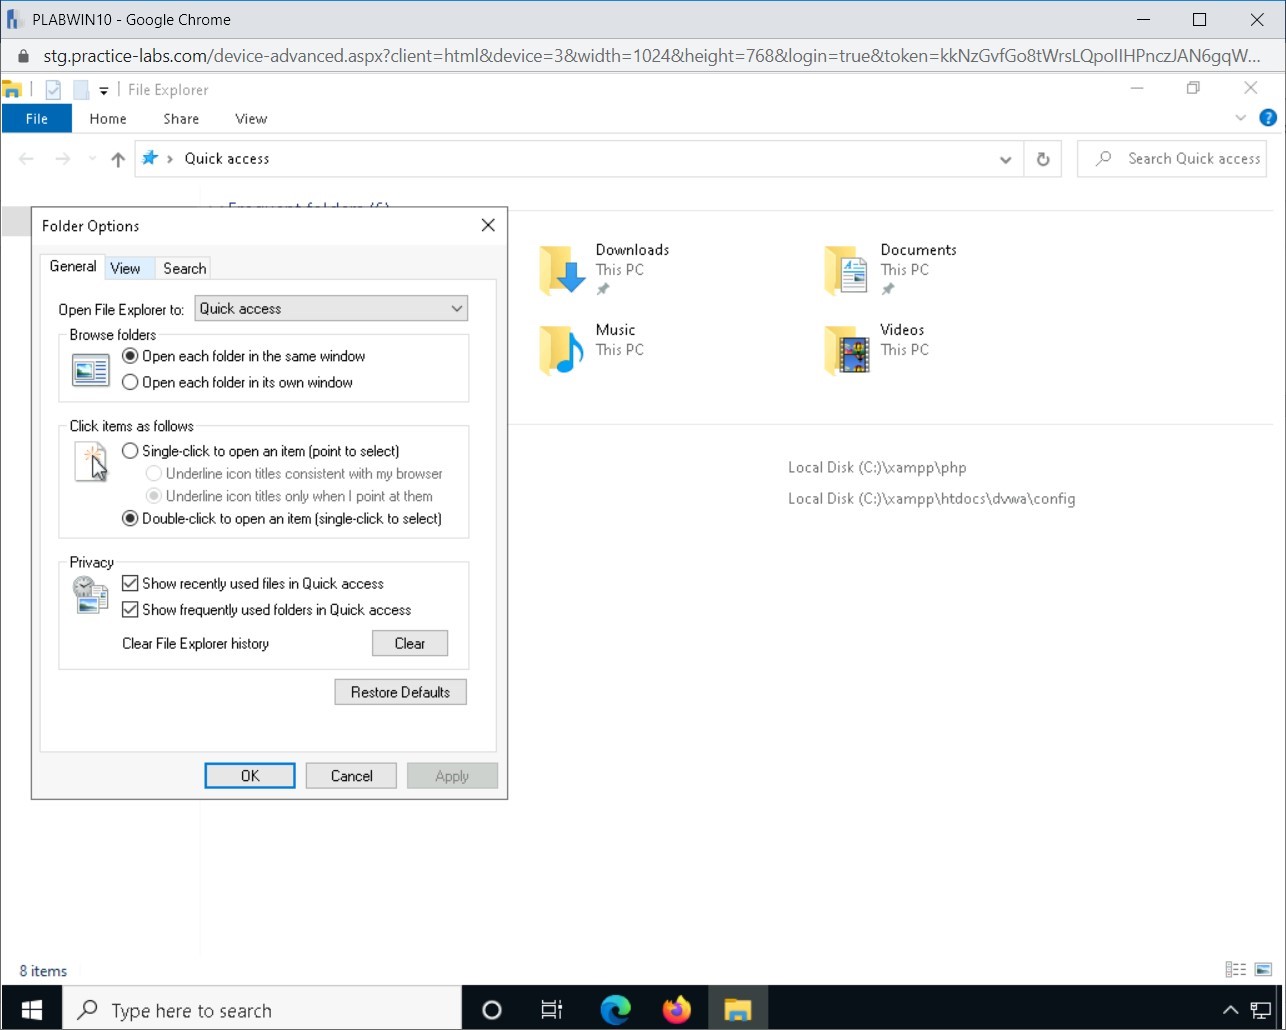 PLABWIN10 - Google Chrome
stg.practice-labs.com/device-advanced.aspx?client=html&device=3&width=1024&height=768&login=true&token=kkNzGvfGo8tWrsLQpoIIHPnczJAN6gqW...
File Explorer
File Home Share View
Quick access
Search Quick access
Frequent folders (6)
Folder Options
General View Search
Open File Explorer to: Quick access
Browse folders
Open each folder in the same window
Open each folder in its own window
Click items as follows
Single-click to open an item (point to select)
Underline icon titles consistent with my browser
Underline icon titles only when I point at them
Double-click to open an item (single-click to select)
Privacy
Show recently used files in Quick access
Show frequently used folders in Quick access
Clear File Explorer history Clear
Restore Defaults
OK Cancel Apply
Downloads
This PC
Documents
This PC
Music
This PC
Videos
This PC
Local Disk (C:)\xampp\php
Local Disk (C:)\xampp\htdocs\dvwa\config
8 items
Type here to search